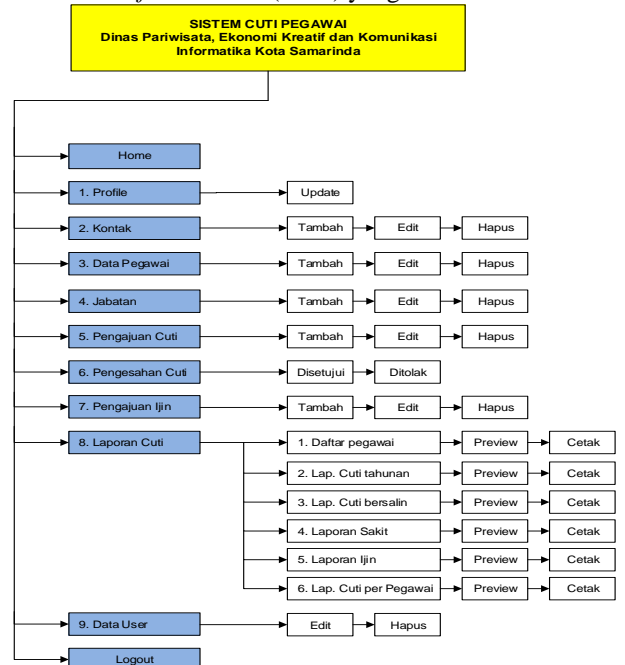 SISTEM CUTI PEGAWAI
Dinas Pariwisata, Ekonomi Kreatif dan Komunikasi
Informatika Kota Samarinda
Home
1. Profile Update
2. Kontak Tambah Edit Hapus
3. Data Pegawai Tambah Edit Hapus
4. Jabatan Tambah Edit Hapus
5. Pengajuan Cuti Tambah Edit Hapus
6. Pengesahan Cuti Disetujui Ditolak
7. Pengajuan Ijin Tambah Edit Hapus
8. Laporan Cuti 1. Daftar pegawai Preview Cetak
2. Lap. Cuti tahunan Preview Cetak
3. Lap. Cuti bersalin Preview Cetak
4. Laporan Sakit Preview Cetak
5. Laporan Ijin Preview Cetak
6. Lap. Cuti per Pegawai Preview Cetak
9. Data User Edit Hapus
Logout